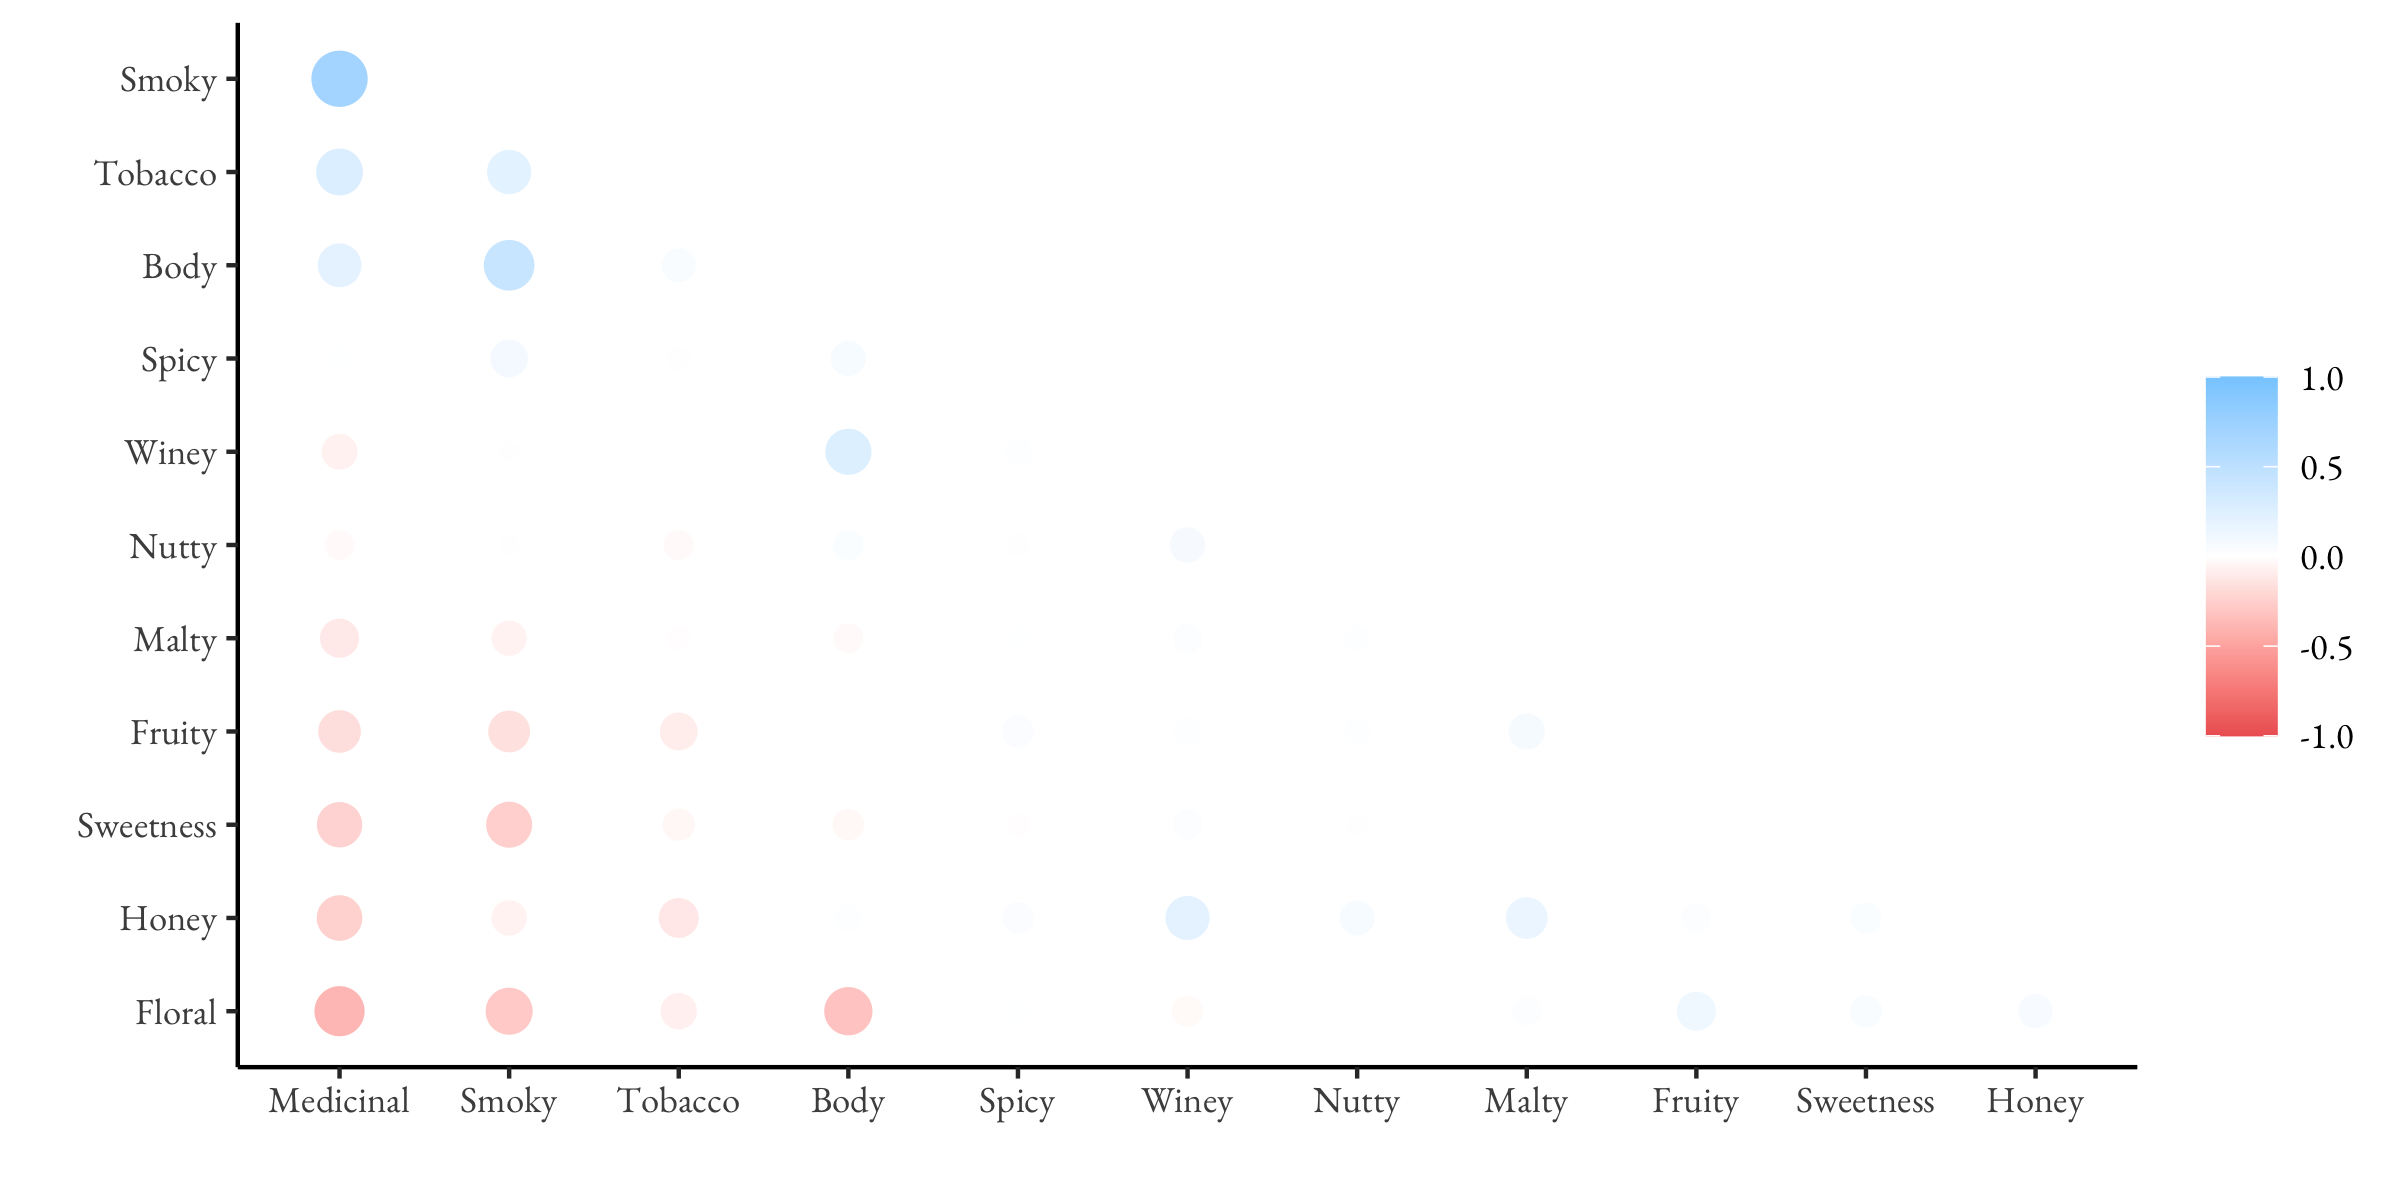 Smoky
Tobacco
Body
Spicy
Winey
Nutty
Malty
Fruity
Sweetness
Honey
Floral
Medicinal Smoky Tobacco Body Spicy Winey Nutty Malty Fruity Sweetness Honey
1.0
0.5
0.0
-0.5
-1.0